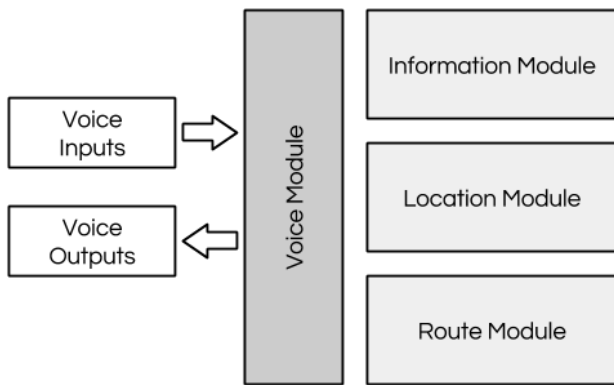 Voice
Inputs
Voice
Outputs
Voice Module
Information Module
Location Module
Route Module